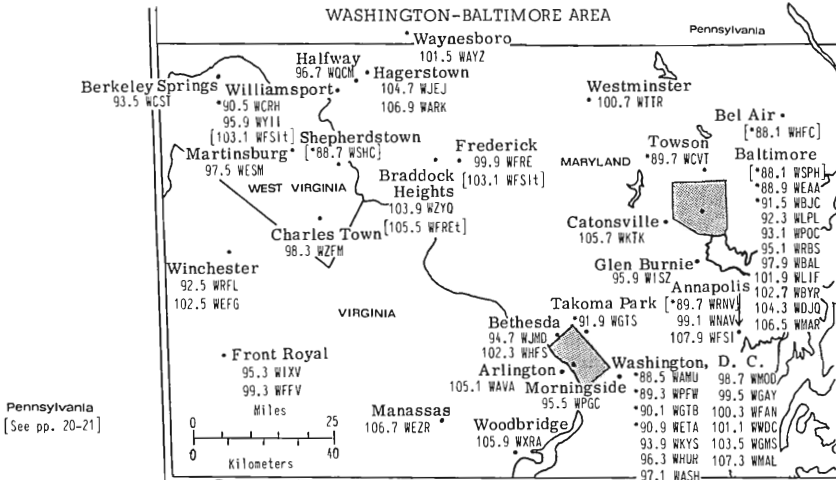 WASHINGTON-BALTIMORE AREA
Pennsylvania
Waynesboro
101.5 WAYZ
Halfway
96.7 WQCM
Hagerstown
104.7 WJEJ
106.9 WARK
Berkeley Springs
93.5 WCST
Williamsport
*90.5 WCRH
95.9 WYII
[103.1 WFSIt]
Westminster
100.7 WTTR
Bel Air
[*88.1 WHFC]
Shepherdstown
[*88.7 WSHC]
Martinsburg
97.5 WESM
Frederick
99.9 WFRE
[103.1 WFSIt]
MARYLAND
Towson
*89.7 WCVT
Baltimore
[*88.1 WSPH]
*88.9 WEAA
*91.5 WBJC
92.3 WLPL
93.1 WPOC
95.1 WRBS
97.9 WBAL
101.9 WLIF
102.7 WBYR
104.3 WDJQ
106.5 WMAR
WEST VIRGINIA
Braddock
Heights
103.9 WZYQ
[105.5 WFREt]
Charles Town
98.3 WZFM
Catonsville
105.7 WKTK
Winchester
92.5 WRFL
102.5 WEFG
Glen Burnie
95.9 WISZ
Annapolis
[*89.7 WRNV]
99.1 WNAV
107.9 WFSI
VIRGINIA
Takoma Park
*91.9 WGTS
Bethesda
94.7 WJMD
102.3 WHFS
Front Royal
95.3 WIXV
99.3 WFFV
Arlington
105.1 WAVA
Morningside
95.5 WPGC
Washington, D. C.
*88.5 WAMU 98.7 WMOD
*89.3 WPFW 99.5 WGAY
*90.1 WGTB 100.3 WFAN
*90.9 WETA 101.1 WWDC
93.9 WKYS 103.5 WGMS
96.3 WHUR 107.3 WMAL
97.1 WASH
Manassas
106.7 WEZR
Woodbridge
105.9 WXRA
Miles
0 25
0 40
Kilometers
Pennsylvania
[See pp. 20-21]